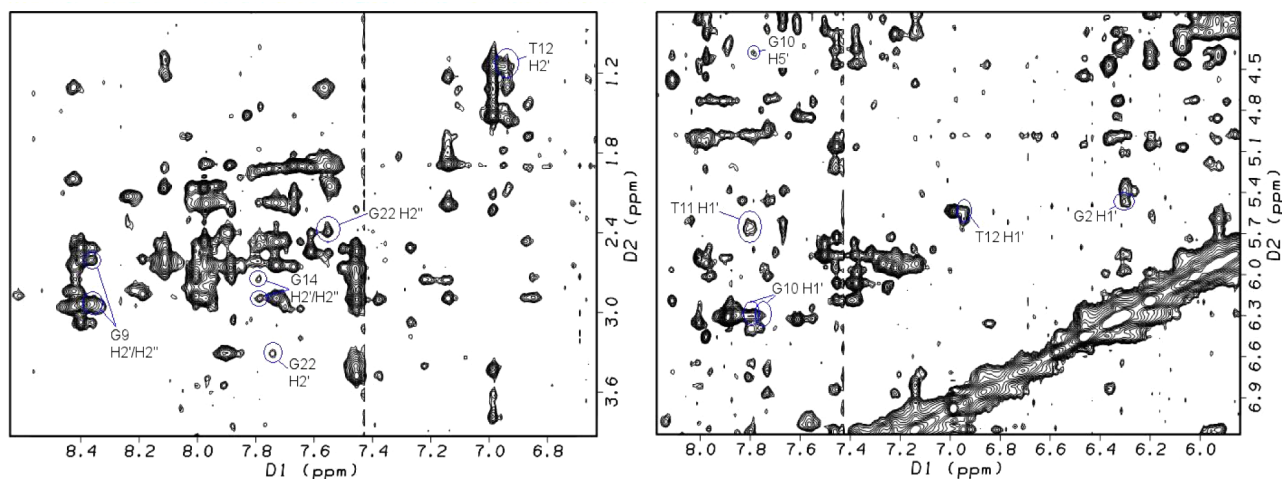 T12
H2'
G22 H2"
G14
H2'/H2"
G9
H2'/H2"
G22
H2'
1.2
1.8
2.4
3.0
3.6
D2 (ppm)
8.4 8.2 8.0 7.8 7.6 7.4 7.2 7.0 6.8
D1 (ppm)
G10
H5'
T11 H1'
T12 H1'
G2 H1'
G10 H1'
4.5
4.8
5.1
5.4
5.7
6.0
6.3
6.6
6.9
D2 (ppm)
8.0 7.8 7.6 7.4 7.2 7.0 6.8 6.6 6.4 6.2 6.0
D1 (ppm)